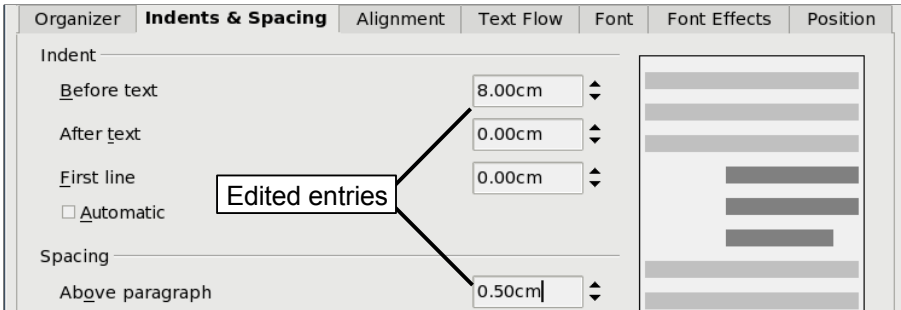 Organizer Indents & Spacing Alignment Text Flow Font Font Effects Position
Indent
Before text 8.00cm
After text 0.00cm
First line 0.00cm
Automatic
Edited entries
Spacing
Above paragraph 0.50cm